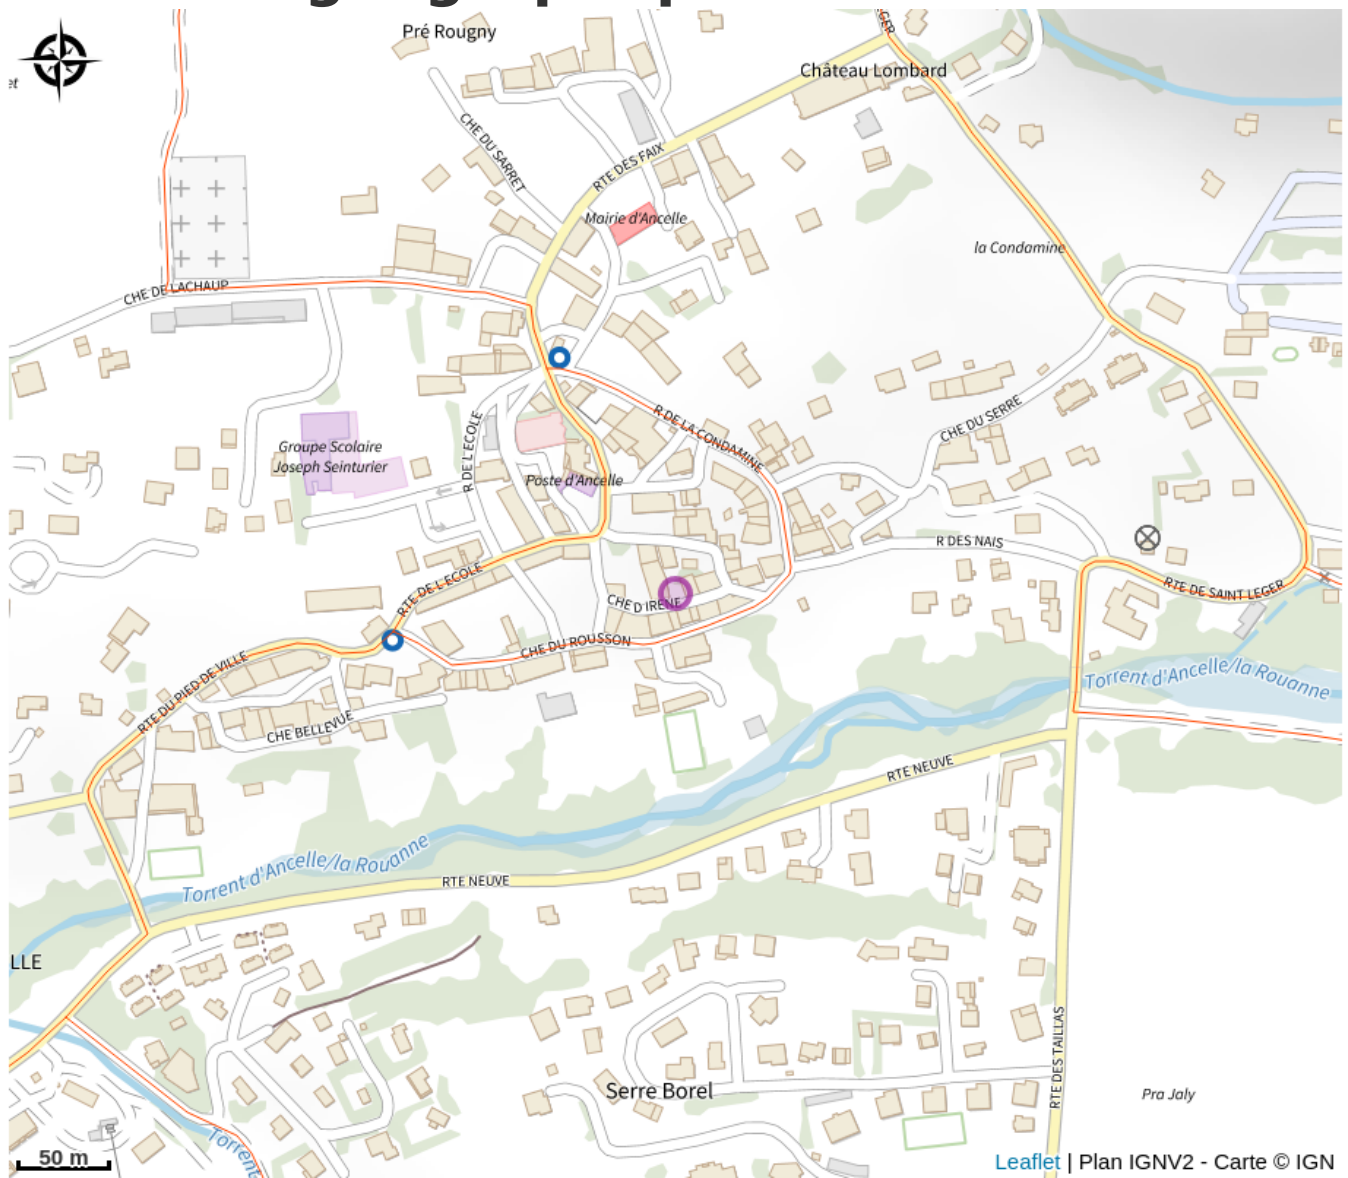 Pré Rougny
Château Lombard
et
CHE DU SARRET
RTE DES FAIX
Mairie d'Ancelle
la Condamine
CHE DE LACHAUP
R DE LA CONDAMINE
CHE DU SERRE
R DE L'ECOLE
Groupe Scolaire
Joseph Seinturier
Poste d'Ancelle
R DES NAIS
RTE DE L'ECOLE
RTE DE SAINT LEGER
CHE D'IRENE
CHE DU ROUSSON
RTE DU PIED DE VILLE
Torrent d'Ancelle/la Rouanne
CHE BELLEVUE
RTE NEUVE
Torrent d'Ancelle/la Rouanne
RTE NEUVE
LLE
RTE DES TAILLAS
Serre Borel
Pra Jaly
Torrent
50 m
Leaflet | Plan IGNV2 - Carte © IGN